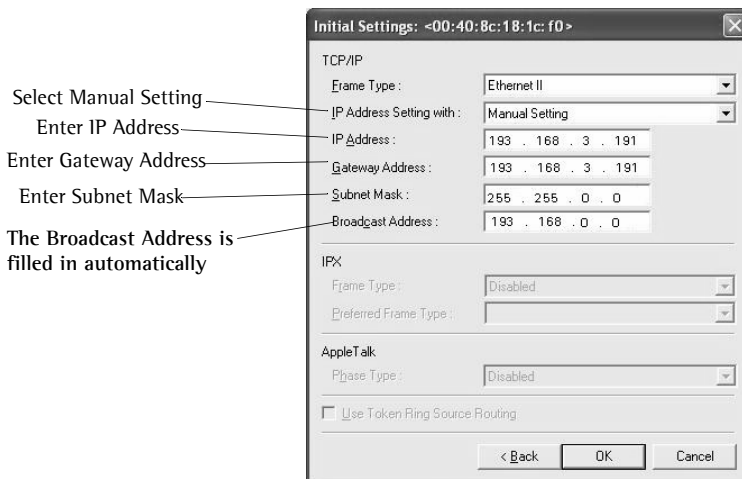 Initial Settings: <00:40:8c:18:1c:f0>
TCP/IP
Frame Type : Ethernet II
Select Manual Setting
IP Address Setting with : Manual Setting
Enter IP Address
IP Address : 193 . 168 . 3 . 191
Enter Gateway Address
Gateway Address : 193 . 168 . 3 . 191
Enter Subnet Mask
Subnet Mask : 255 . 255 . 0 . 0
The Broadcast Address is
filled in automatically
Broadcast Address : 193 . 168 . 0 . 0
IPX
Frame Type : Disabled
Preferred Frame Type :
AppleTalk
Phase Type : Disabled
Use Token Ring Source Routing
< Back OK Cancel